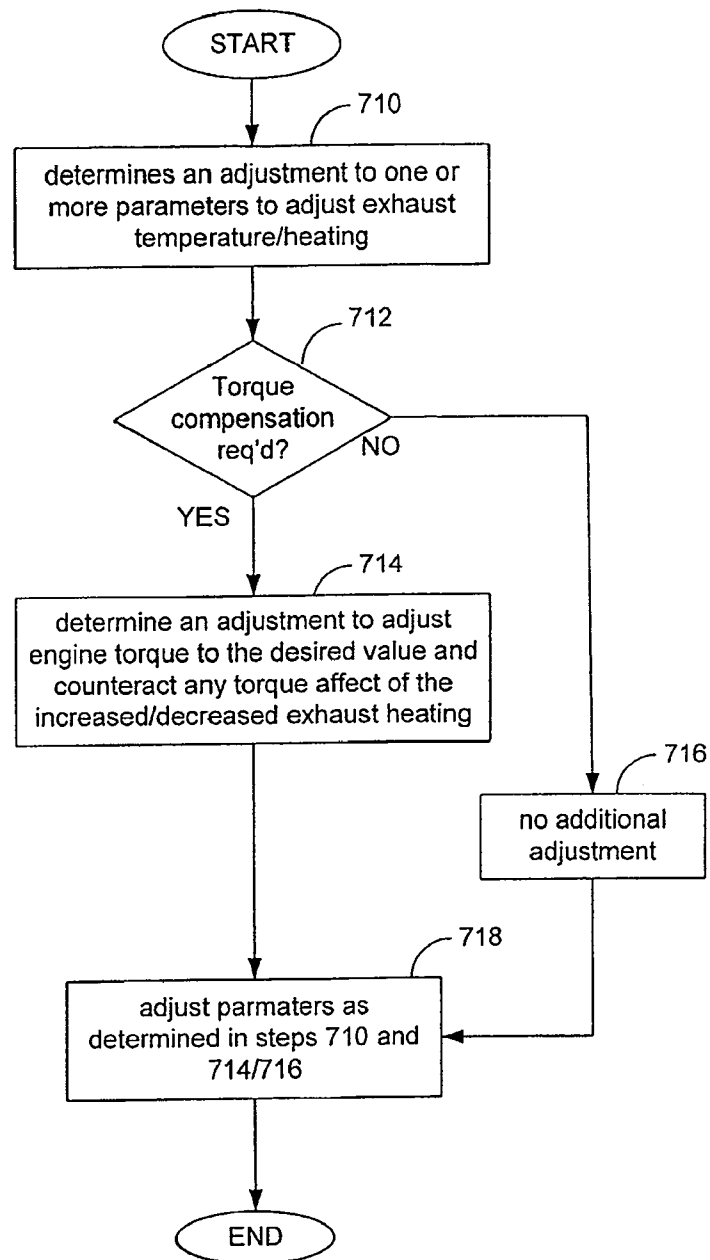 START
710
determines an adjustment to one or
more parameters to adjust exhaust
temperature/heating
712
Torque
compensation
req'd?
NO
YES
714
determine an adjustment to adjust
engine torque to the desired value and
counteract any torque affect of the
increased/decreased exhaust heating
716
no additional
adjustment
718
adjust parmaters as
determined in steps 710 and
714/716
END